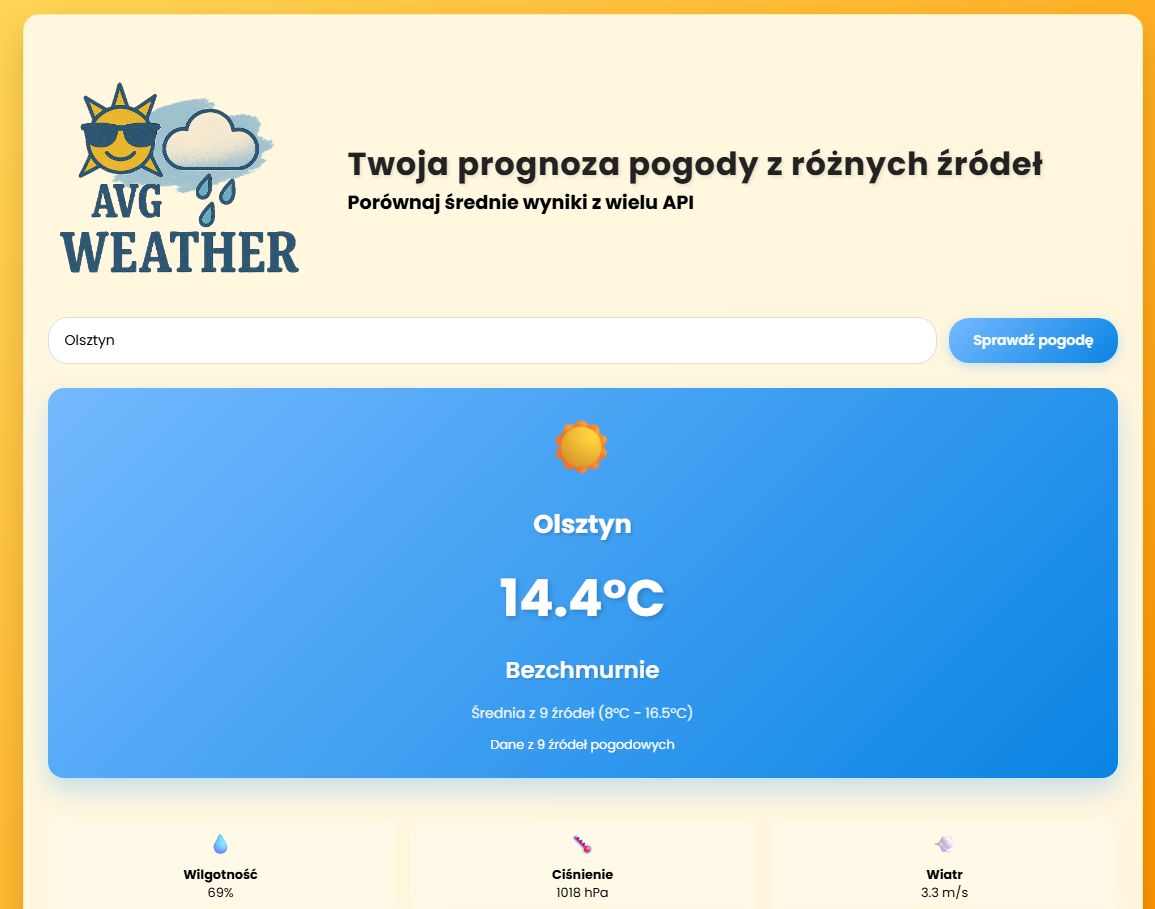 AVG
WEATHER
Twoja prognoza pogody z różnych źródeł
Porównaj średnie wyniki z wielu API
Olsztyn
Sprawdź pogodę
Olsztyn
14.4°C
Bezchmurnie
Średnia z 9 źródeł (8°C - 16.5°C)
Dane z 9 źródeł pogodowych
Wilgotność
69%
Ciśnienie
1018 hPa
Wiatr
3.3 m/s